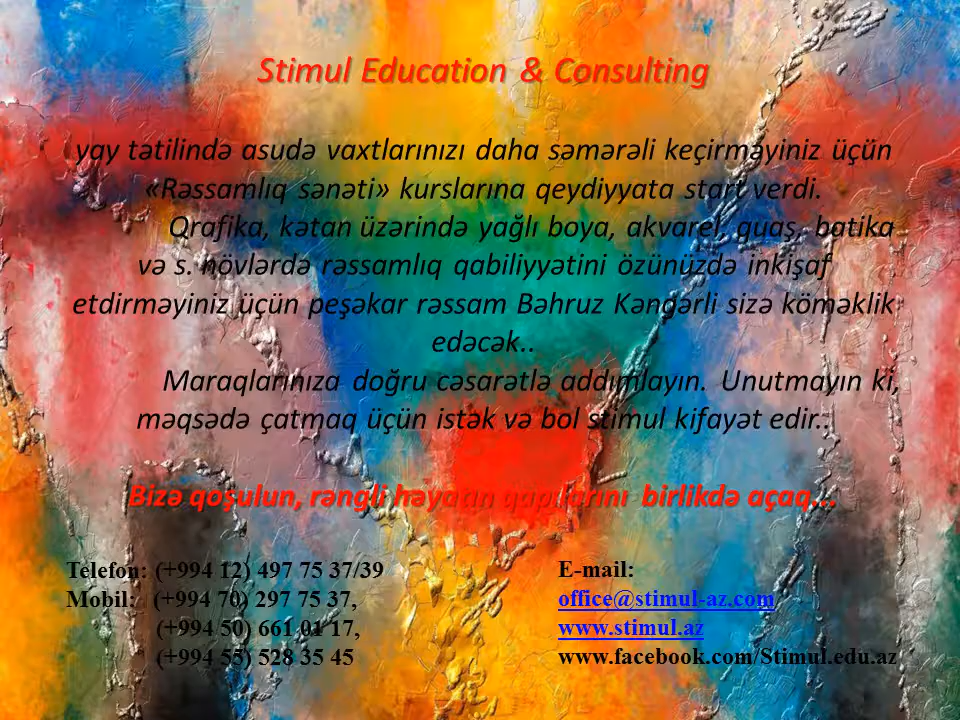 Stimul Education & Consulting
yay tətilində asudə vaxtlarınızı daha səmərəli keçirməyiniz üçün
«Rəssamlıq sənəti» kurslarına qeydiyyata start verdi.
Qrafika, kətan üzərində yağlı boya, akvarel, quaş, batika
və s. növlərdə rəssamlıq qabiliyyətini özünüzdə inkişaf
etdirməyiniz üçün peşəkar rəssam Bəhruz Kəngərli sizə köməklik
edəcək..
Maraqlarınıza doğru cəsarətlə addımlayın. Unutmayın ki,
məqsədə çatmaq üçün istək və bol stimul kifayət edir..
Bizə qoşulun, rəngli həyatın qapılarını birlikdə açaq...
Telefon: (+994 12) 497 75 37/39
Mobil: (+994 70) 297 75 37,
(+994 50) 661 01 17,
(+994 55) 528 35 45
E-mail:
office@stimul-az.com
www.stimul.az
www.facebook.com/Stimul.edu.az